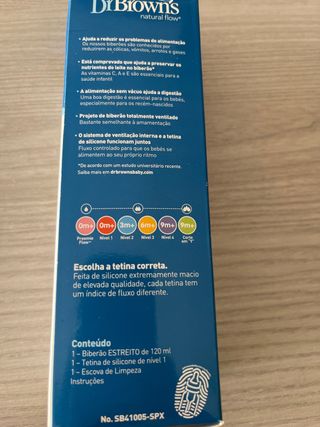 Dr Brown's
natural flow®
• Ajuda a reduzir os problemas de alimentação
Os nossos biberões são conhecidos por
reduzirem as cólicas, vómitos, arrotos e gases
• Está comprovado que ajuda a preservar os
nutrientes do leite no biberão*
As vitaminas C, A e E são essenciais para a
saúde infantil
• A alimentação sem vácuo ajuda a digestão
Uma boa digestão é essencial para os bebés,
especialmente para os recém-nascidos
• Projeto de biberão totalmente ventilado
Bastante semelhante à amamentação
• O sistema de ventilação interna e a tetina
de silicone funcionam juntos
Fluxo controlado para que os bebés se
alimentem ao seu próprio ritmo
*De acordo com um estudo universitário recente.
Saiba mais em drbrownsbaby.com.
0m+ 0m+ 3m+ 6m+ 9m+ 9m+
Preemie Flow™ Nível 1 Nível 2 Nível 3 Nível 4 Corte em "Y"
Escolha a tetina correta.
Feita de silicone extremamente macio
de elevada qualidade, cada tetina tem
um índice de fluxo diferente.
Conteúdo
1 – Biberão ESTREITO de 120 ml
1 – Tetina de silicone de nível 1
1 – Escova de Limpeza
Instruções
No. SB41005-SPX